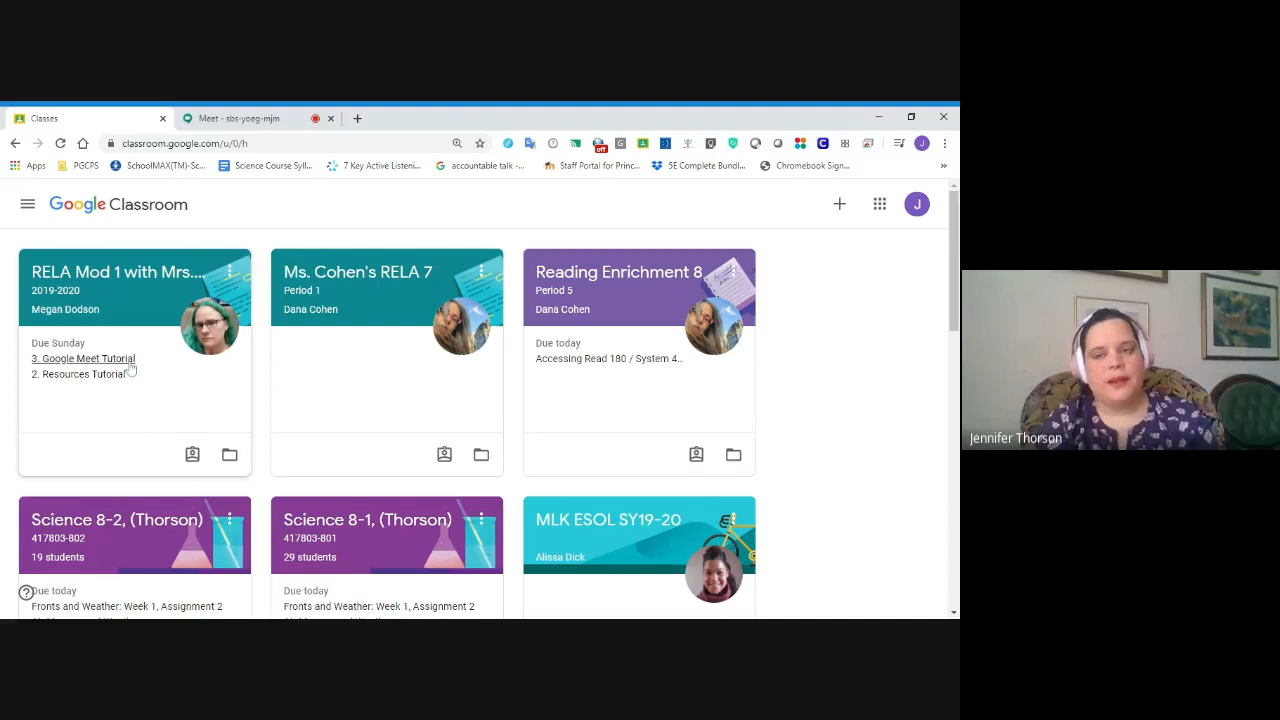 Classes
Meet - sbs-yoeg-mjm
classroom.google.com/u/0/h
off
Apps
PGCPS
SchoolMAX(TM)-Sc...
Science Course Syll...
7 Key Active Listeni...
accountable talk -...
Staff Portal for Princ...
5E Complete Bundl...
Chromebook Sign...
Google Classroom
J
RELA Mod 1 with Mrs....
2019-2020
Megan Dodson
Due Sunday
3. Google Meet Tutorial
2. Resources Tutorial
Ms. Cohen's RELA 7
Period 1
Dana Cohen
Reading Enrichment 8
Period 5
Dana Cohen
Due today
Accessing Read 180 / System 4...
Science 8-2, (Thorson)
417803-802
19 students
Due today
Fronts and Weather: Week 1, Assignment 2
Science 8-1, (Thorson)
417803-801
29 students
Due today
Fronts and Weather: Week 1, Assignment 2
MLK ESOL SY19-20
Alissa Dick
Jennifer Thorson